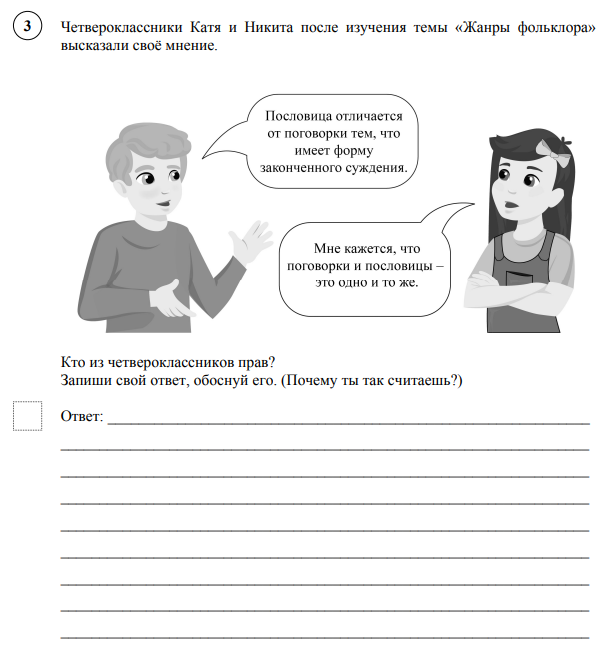 3
Четвероклассники Катя и Никита после изучения темы «Жанры фольклора»
высказали своё мнение.
Пословица отличается
от поговорки тем, что
имеет форму
законченного суждения.
Мне кажется, что
поговорки и пословицы –
это одно и то же.
Кто из четвероклассников прав?
Запиши свой ответ, обоснуй его. (Почему ты так считаешь?)
Ответ: